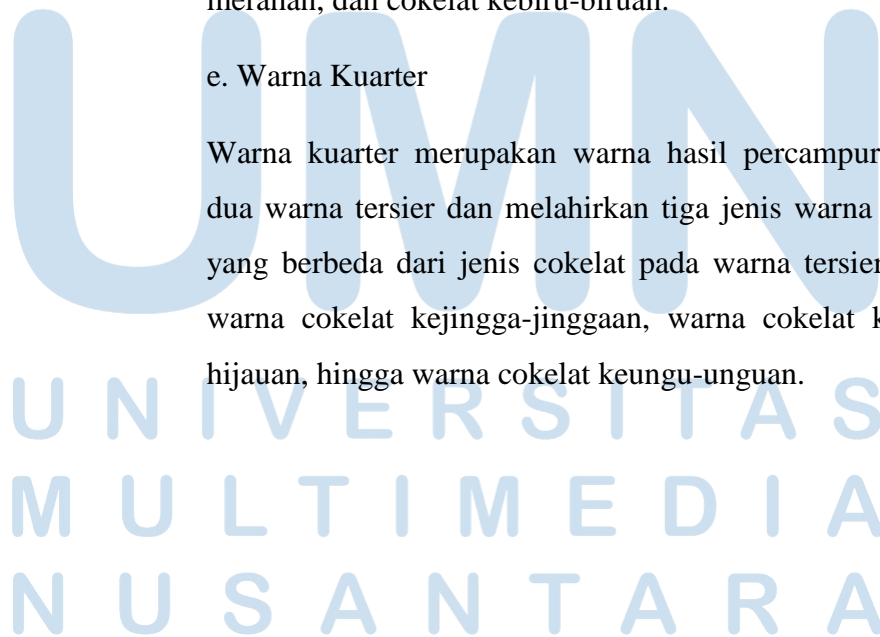 dan cokelat kebiru-biruan.
e. Warna Kuarter
Warna kuarter merupakan warna hasil percampur
dua warna tersier dan melahirkan tiga jenis warna
yang berbeda dari jenis cokelat pada warna tersier
warna cokelat kejingga-jinggaan, warna cokelat k
hijauan, hingga warna cokelat keungu-unguan.
UMN
UNIVERSITAS
MULTIMEDIA
NUSANTARA